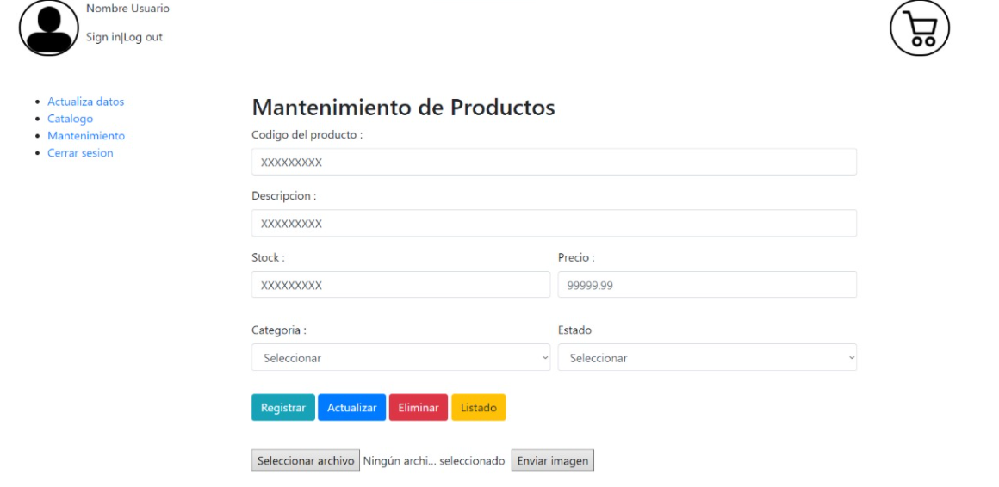 Nombre Usuario
Sign in|Log out
Actualiza datos
Catalogo
Mantenimiento
Cerrar sesion
Mantenimiento de Productos
Codigo del producto :
XXXXXXXXX
Descripcion :
XXXXXXXXX
Stock : Precio :
XXXXXXXXX 99999.99
Categoria : Estado
Seleccionar Seleccionar
Registrar Actualizar Eliminar Listado
Seleccionar archivo Ningún archi... seleccionado Enviar imagen